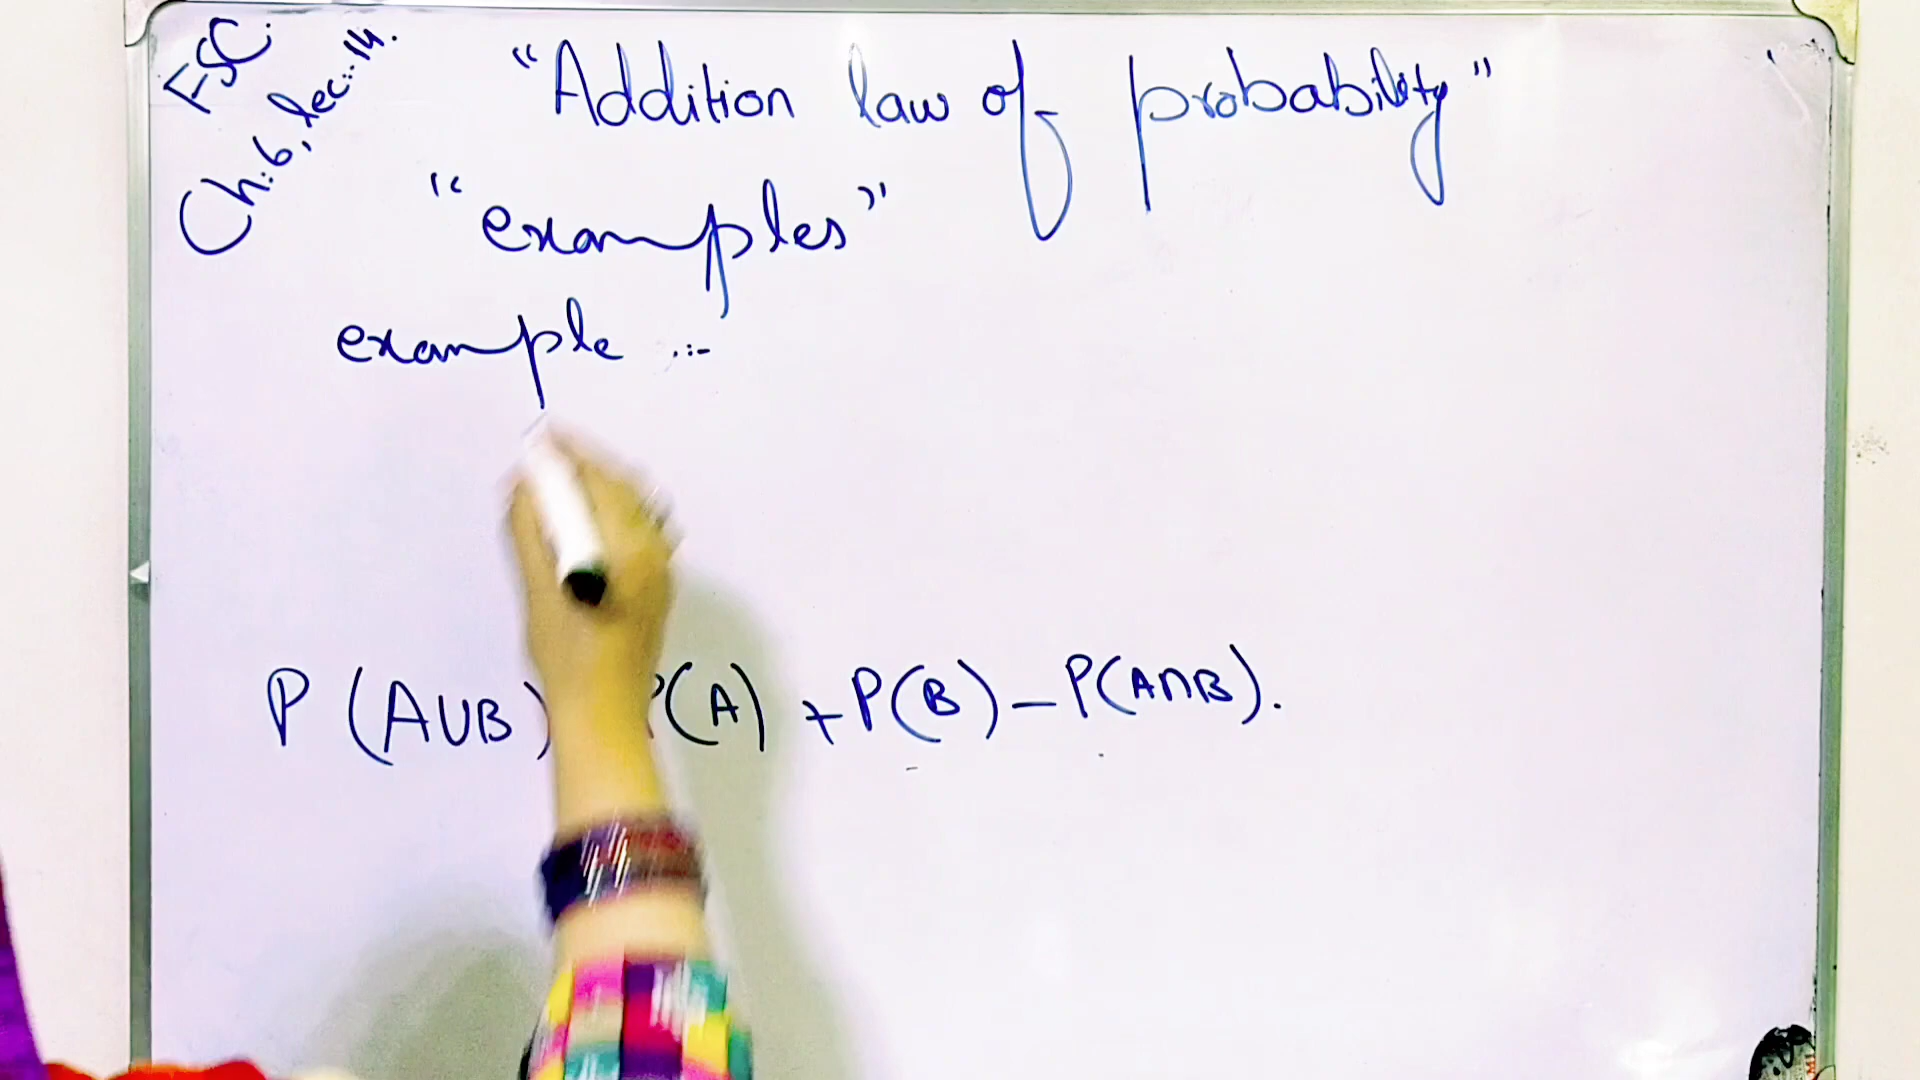 FSC.
Ch:6, lec:-14.
"Addition law of probability"
"examples"
example :-
P (AUB) P(A) + P(B) – P(A∩B).